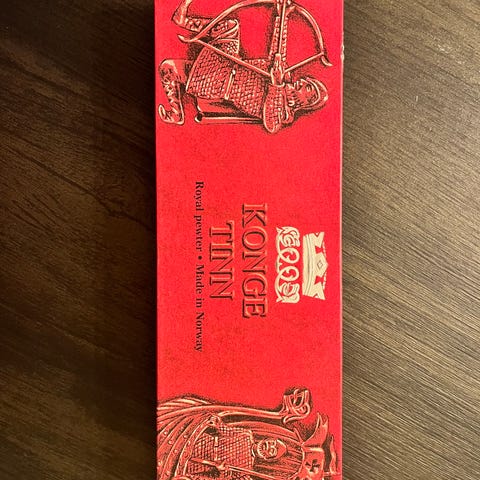 KONGE
TINN
Royal pewter • Made in Norway